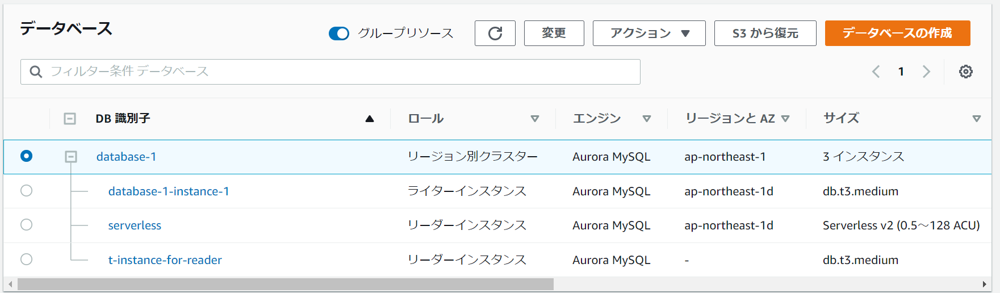 データベース
グループリソース 変更 アクション S3 から復元 データベースの作成
フィルター条件 データベース 1
DB 識別子 ロール エンジン リージョンと AZ サイズ
database-1 リージョン別クラスター Aurora MySQL ap-northeast-1 3 インスタンス
database-1-instance-1 ライターインスタンス Aurora MySQL ap-northeast-1d db.t3.medium
serverless リーダーインスタンス Aurora MySQL ap-northeast-1d Serverless v2 (0.5～128 ACU)
t-instance-for-reader リーダーインスタンス Aurora MySQL - db.t3.medium